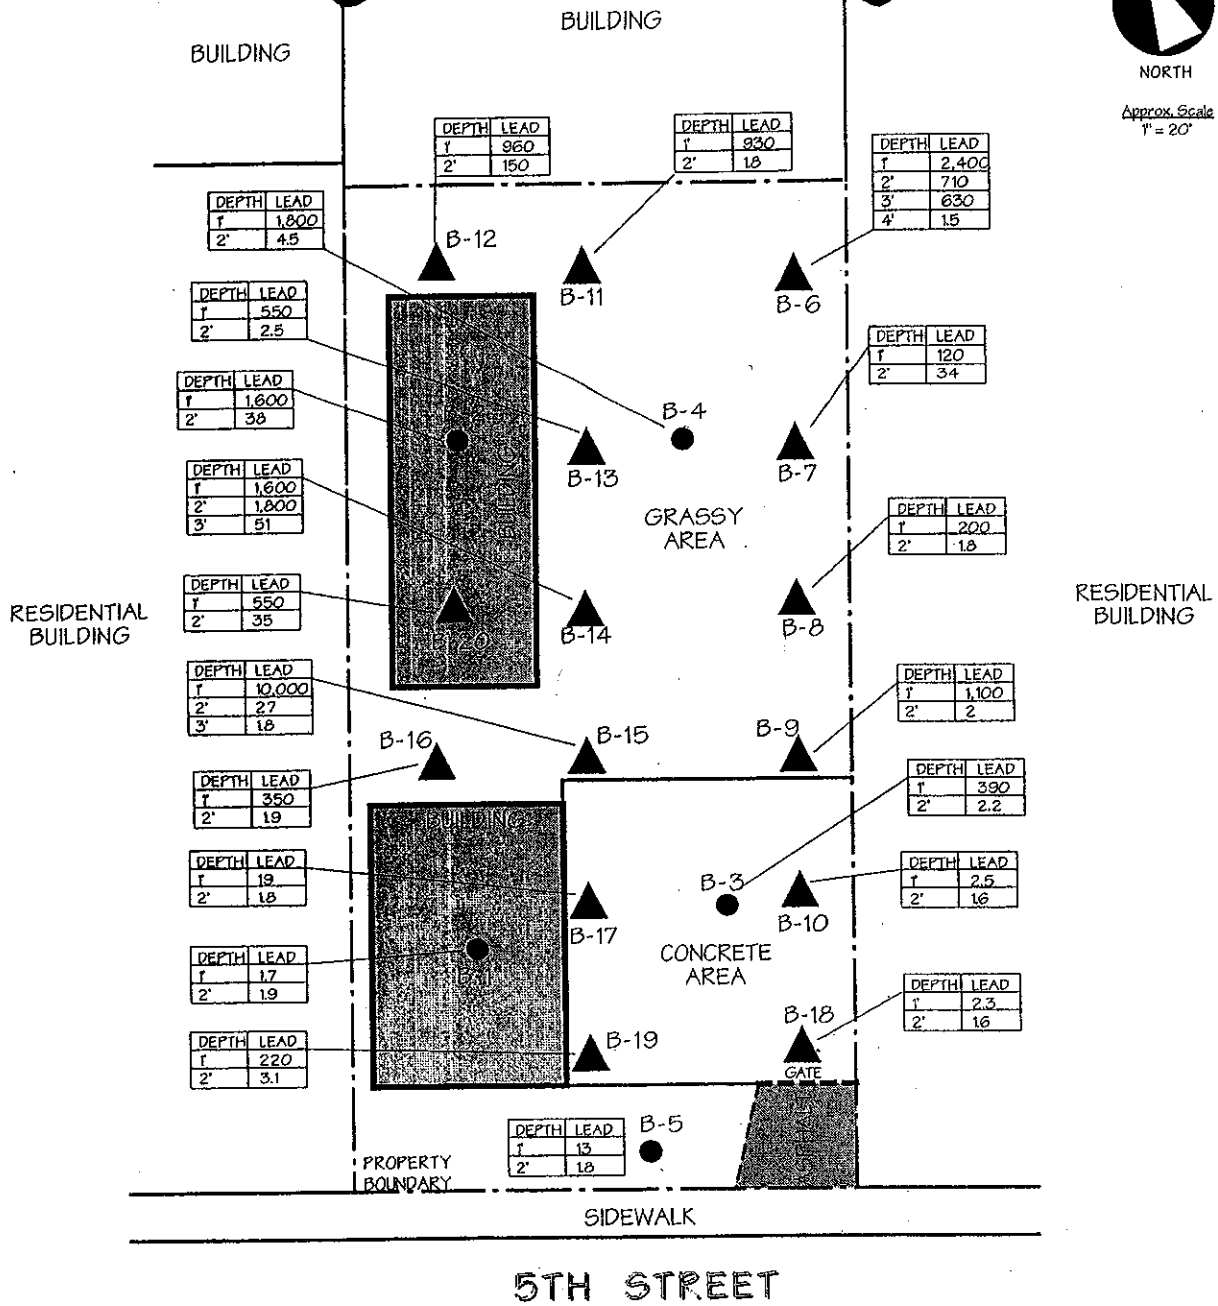 BUILDING
BUILDING
NORTH
Approx. Scale
1" = 20'
DEPTH LEAD
1' 960
2' 150
DEPTH LEAD
1' 930
2' 1.8
DEPTH LEAD
1' 2,400
2' 710
3' 630
4' 1.5
DEPTH LEAD
1' 1,800
2' 4.5
B-12
B-11
B-6
DEPTH LEAD
1' 550
2' 2.5
DEPTH LEAD
1' 120
2' 34
DEPTH LEAD
1' 1,600
2' 38
B-4
B-13
B-7
BUILDING
DEPTH LEAD
1' 1,600
2' 1,800
3' 51
GRASSY
AREA
DEPTH LEAD
1' 200
2' 1.8
DEPTH LEAD
1' 550
2' 35
RESIDENTIAL
BUILDING
B-20
B-14
B-8
RESIDENTIAL
BUILDING
DEPTH LEAD
1' 10,000
2' 27
3' 1.8
DEPTH LEAD
1' 1,100
2' 2
B-16
B-15
B-9
DEPTH LEAD
1' 350
2' 1.9
DEPTH LEAD
1' 390
2' 2.2
BUILDING
DEPTH LEAD
1' 19
2' 1.8
B-3
DEPTH LEAD
1' 2.5
2' 1.6
B-17
B-10
CONCRETE
AREA
DEPTH LEAD
1' 1.7
2' 1.9
DEPTH LEAD
1' 2.3
2' 1.6
B-18
DEPTH LEAD
1' 220
2' 3.1
B-19
GATE
DEPTH LEAD
1' 13
2' 1.8
B-5
ASPHALT
PROPERTY
BOUNDARY
SIDEWALK
5TH STREET